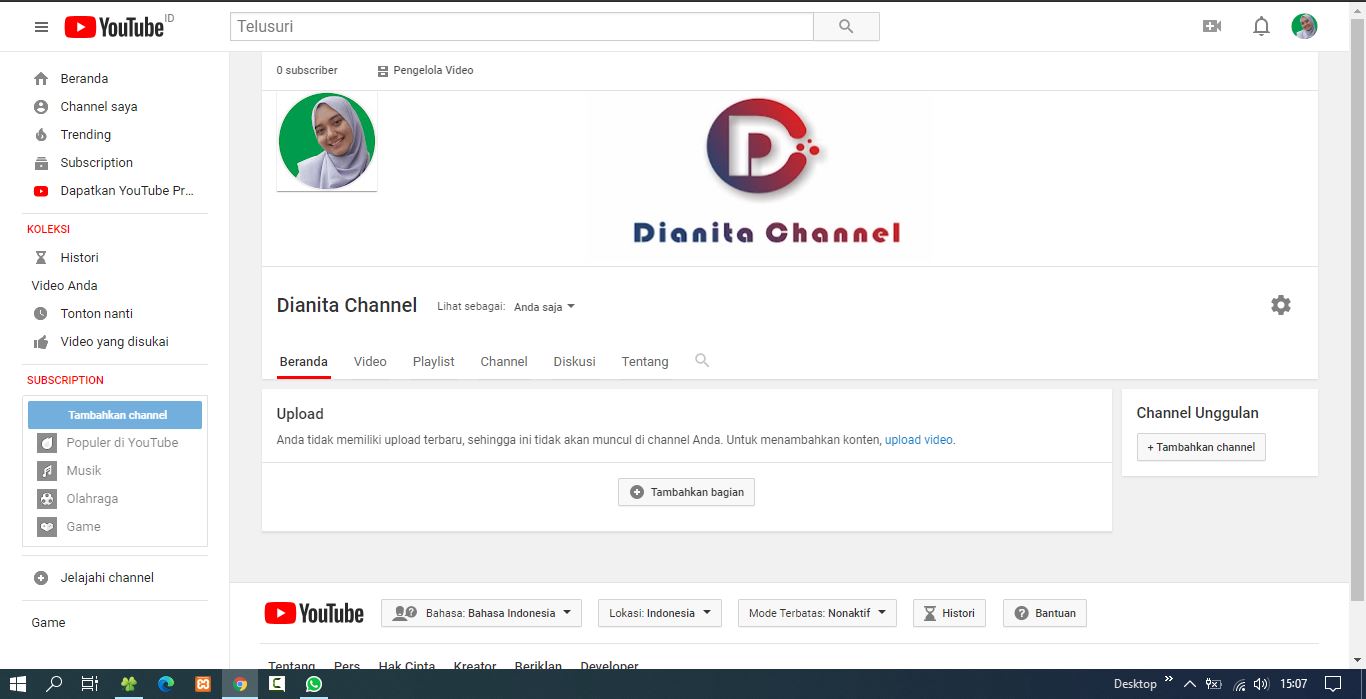 YouTube ID
Telusuri
Beranda
Channel saya
Trending
Subscription
Dapatkan YouTube Pr...
KOLEKSI
Histori
Video Anda
Tonton nanti
Video yang disukai
SUBSCRIPTION
Tambahkan channel
Populer di YouTube
Musik
Olahraga
Game
Jelajahi channel
Game
0 subscriber Pengelola Video
D
Dianita Channel
Dianita Channel Lihat sebagai: Anda saja
Beranda Video Playlist Channel Diskusi Tentang
Upload
Anda tidak memiliki upload terbaru, sehingga ini tidak akan muncul di channel Anda. Untuk menambahkan konten, upload video.
Tambahkan bagian
Channel Unggulan
+ Tambahkan channel
YouTube Bahasa: Bahasa Indonesia Lokasi: Indonesia Mode Terbatas: Nonaktif Histori Bantuan
Tentang Pers Hak Cipta Kreator Beriklan Developer
Desktop 15:07